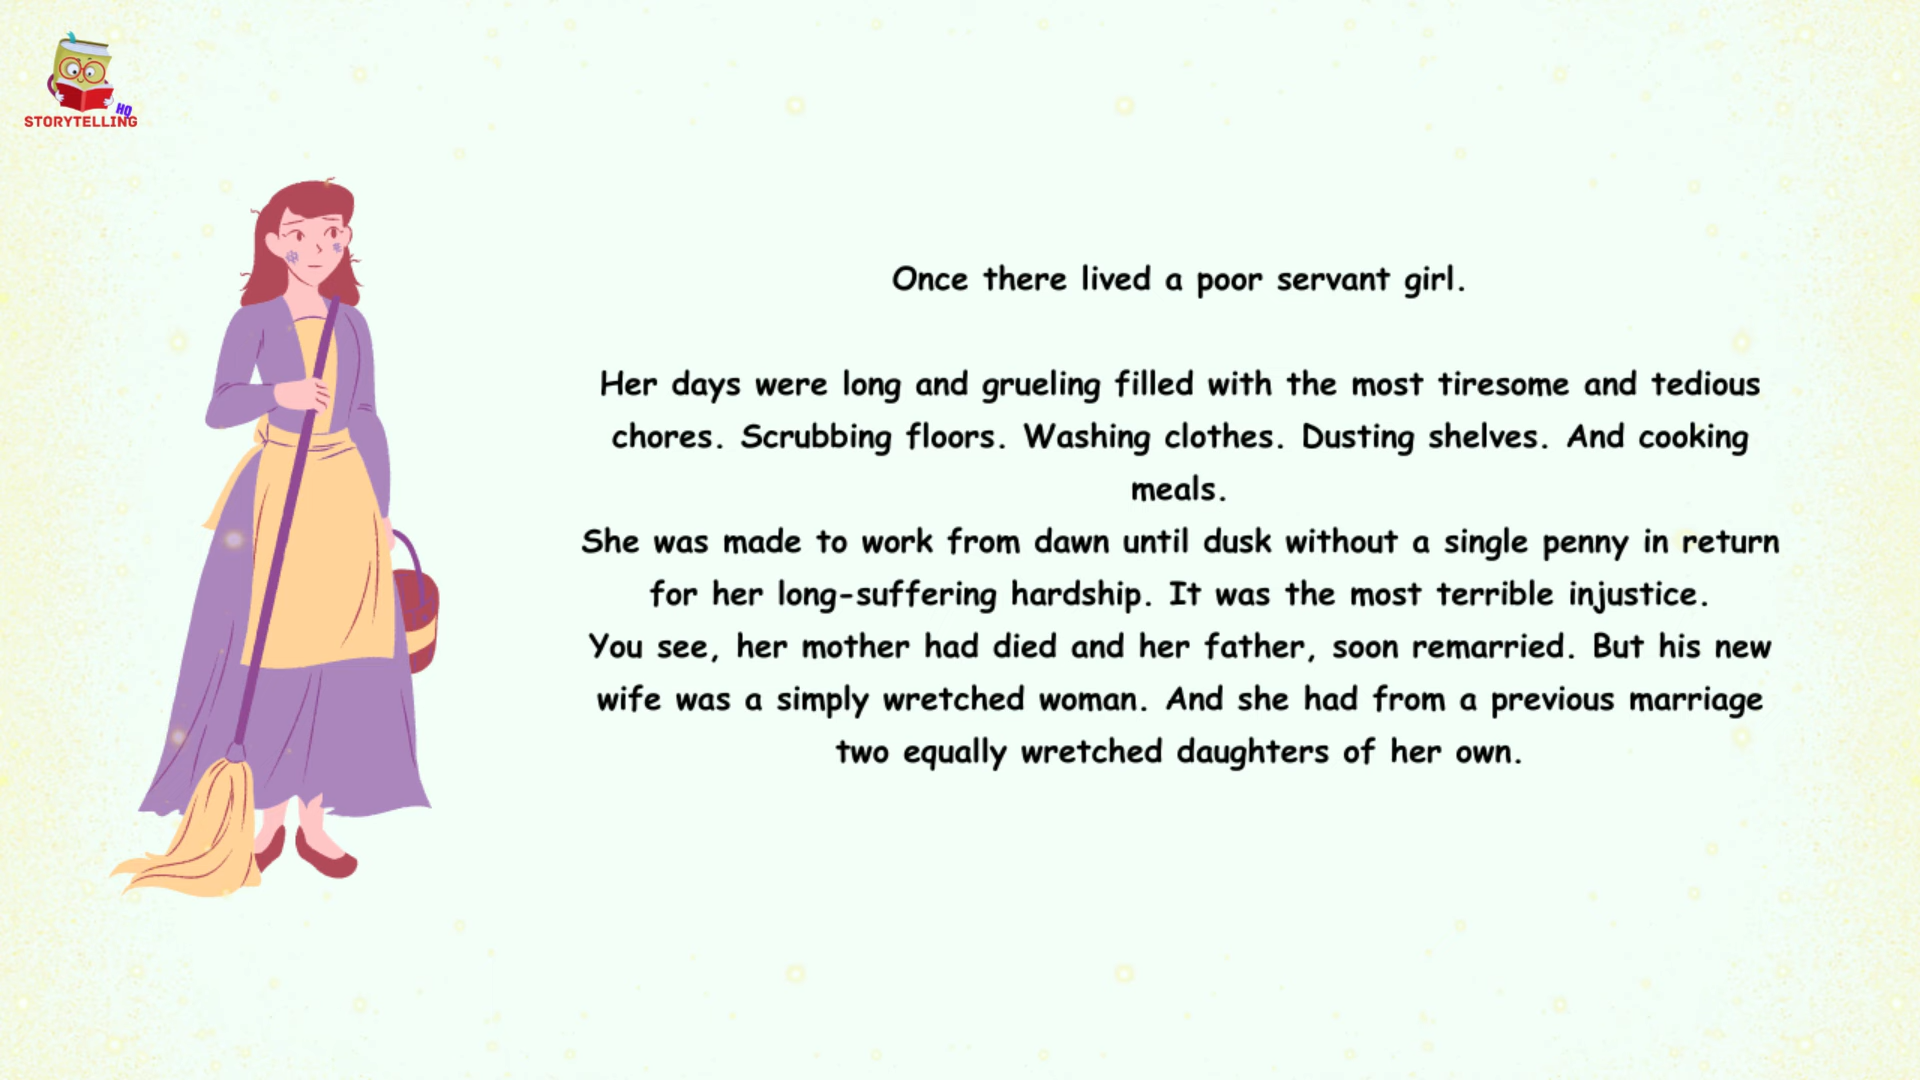 HQ
STORYTELLING
Once there lived a poor servant girl.
Her days were long and grueling filled with the most tiresome and tedious
chores. Scrubbing floors. Washing clothes. Dusting shelves. And cooking
meals.
She was made to work from dawn until dusk without a single penny in return
for her long-suffering hardship. It was the most terrible injustice.
You see, her mother had died and her father, soon remarried. But his new
wife was a simply wretched woman. And she had from a previous marriage
two equally wretched daughters of her own.